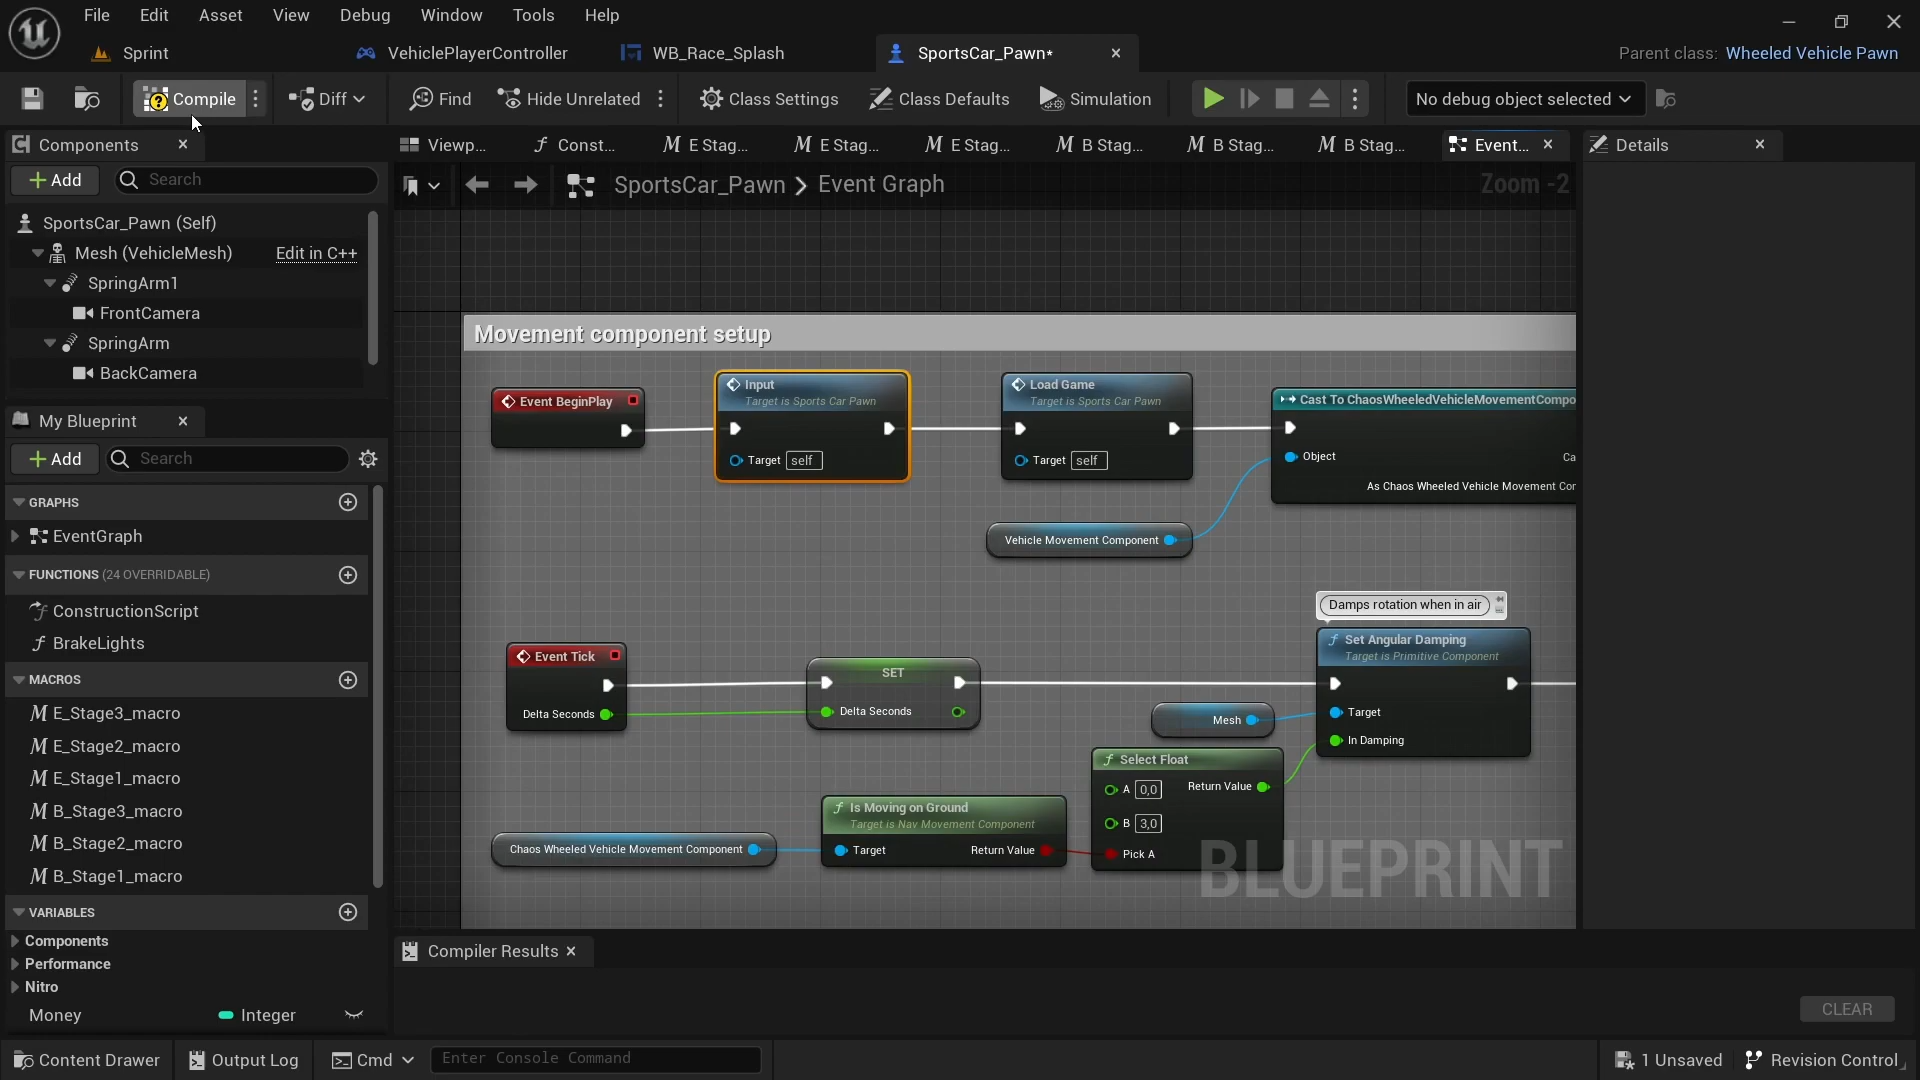 File Edit Asset View Debug Window Tools Help
Sprint VehiclePlayerController WB_Race_Splash SportsCar_Pawn* Parent class: Wheeled Vehicle Pawn
Compile Diff Find Hide Unrelated Class Settings Class Defaults Simulation No debug object selected
Components Viewp... Const... E Stag... E Stag... E Stag... B Stag... B Stag... B Stag... Event... Details
+ Add Search SportsCar_Pawn > Event Graph Zoom -2
SportsCar_Pawn (Self)
Mesh (VehicleMesh) Edit in C++
SpringArm1
FrontCamera
SpringArm
BackCamera
My Blueprint
+ Add Search
GRAPHS
EventGraph
FUNCTIONS (24 OVERRIDABLE)
ConstructionScript
BrakeLights
MACROS
E_Stage3_macro
E_Stage2_macro
E_Stage1_macro
B_Stage3_macro
B_Stage2_macro
B_Stage1_macro
VARIABLES
Components
Performance
Nitro
Money Integer
Movement component setup
Event BeginPlay
Input
Target is Sports Car Pawn
Target self
Load Game
Target is Sports Car Pawn
Target self
Cast To ChaosWheeledVehicleMovementCompo
Object Ca
As Chaos Wheeled Vehicle Movement Cor
Vehicle Movement Component
Damps rotation when in air
Event Tick
Delta Seconds
SET
Delta Seconds
Set Angular Damping
Target is Primitive Component
Target
In Damping
Mesh
Select Float
A 0,0 Return Value
B 3,0
Pick A
Is Moving on Ground
Target is Nav Movement Component
Target Return Value
Chaos Wheeled Vehicle Movement Component
BLUEPRINT
Compiler Results
CLEAR
Content Drawer Output Log Cmd Enter Console Command 1 Unsaved Revision Control